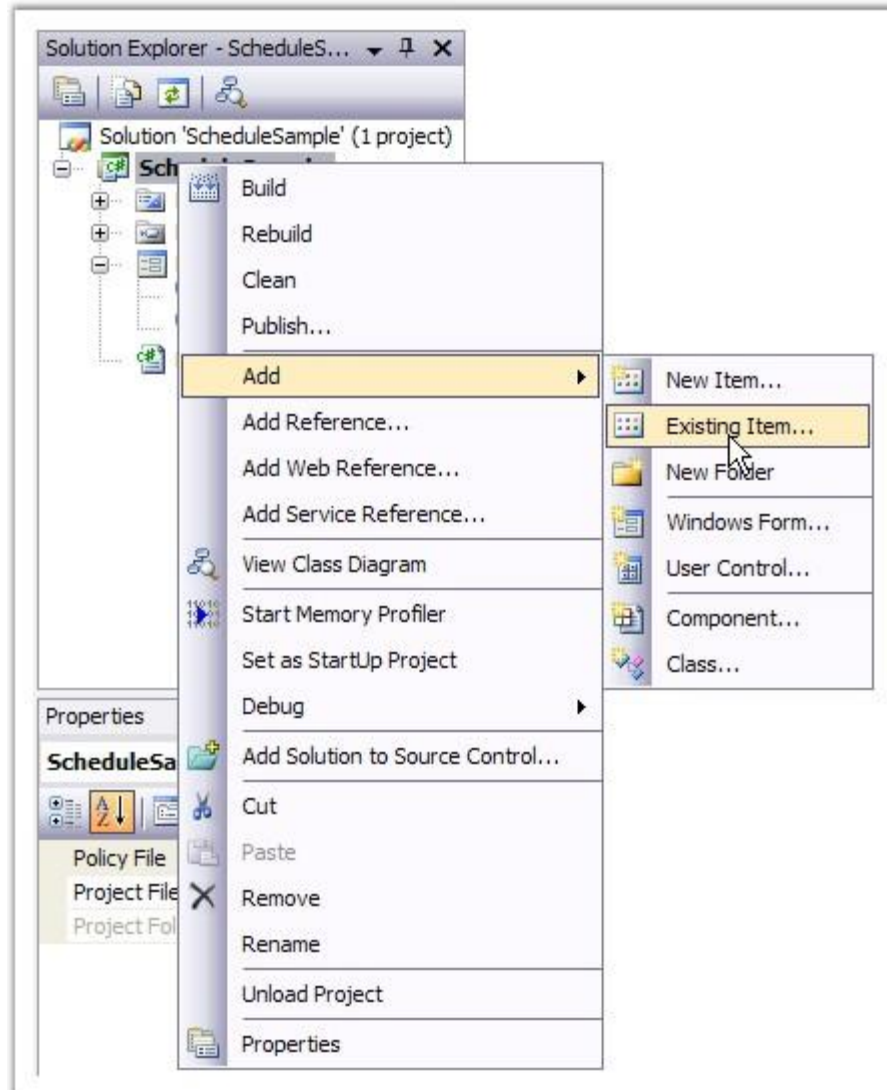 Solution Explorer - ScheduleS...
Solution 'ScheduleSample' (1 project)
Build
Rebuild
Clean
Publish...
Add
Add Reference...
Add Web Reference...
Add Service Reference...
View Class Diagram
Start Memory Profiler
Set as StartUp Project
Debug
Add Solution to Source Control...
Cut
Paste
Remove
Rename
Unload Project
Properties
New Item...
Existing Item...
New Folder
Windows Form...
User Control...
Component...
Class...
Properties
ScheduleSa
Policy File
Project File
Project Fol